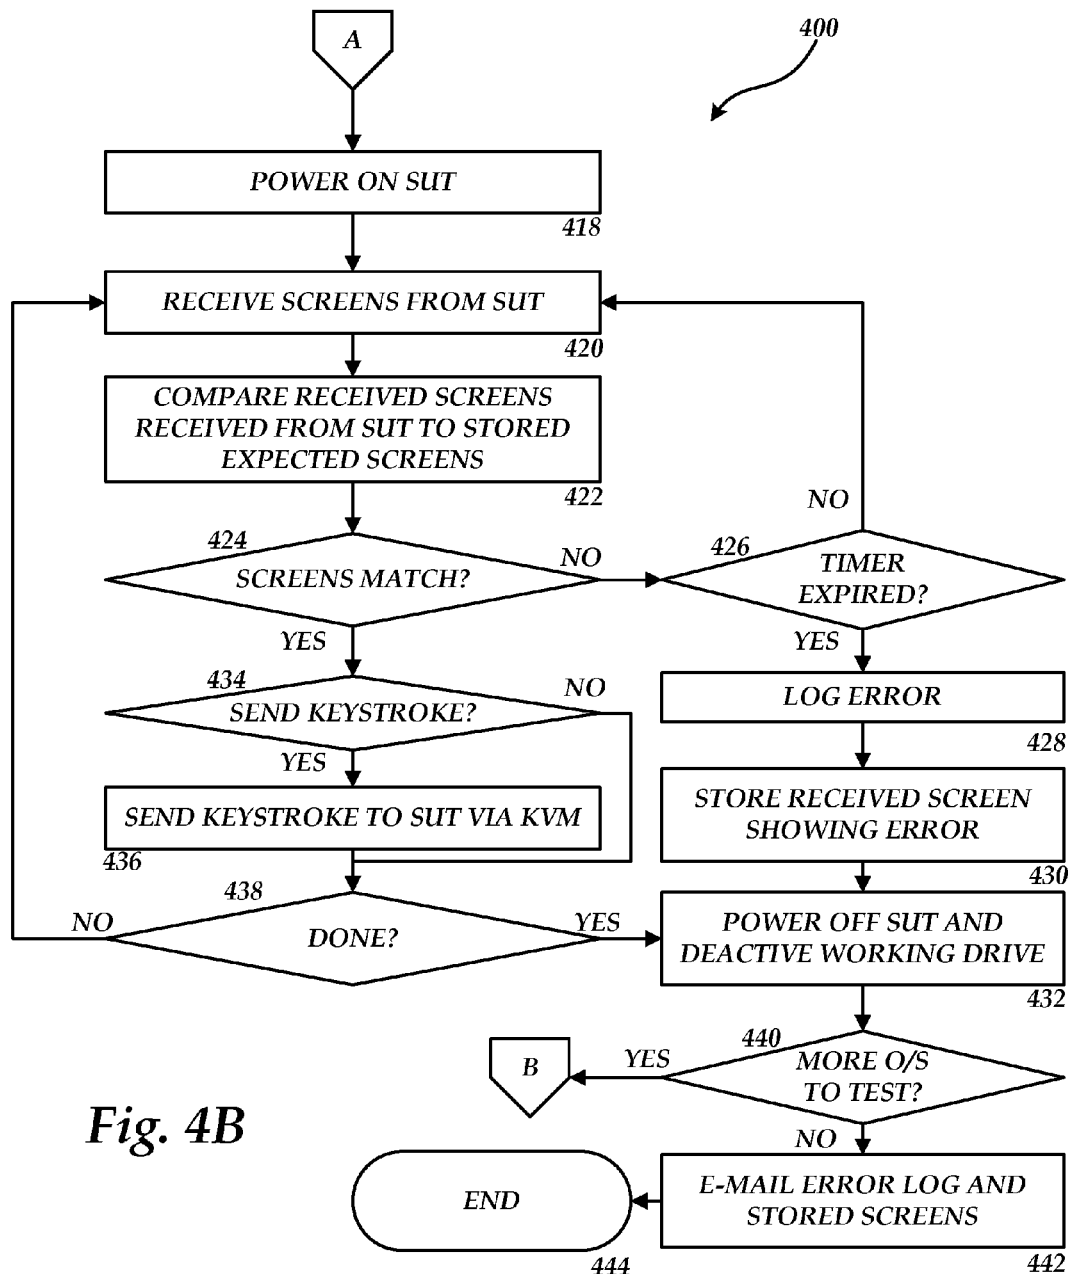 A
400
POWER ON SUT
418
RECEIVE SCREENS FROM SUT
420
COMPARE RECEIVED SCREENS
RECEIVED FROM SUT TO STORED
EXPECTED SCREENS
422
424
SCREENS MATCH?
NO
YES
426
TIMER
EXPIRED?
NO
YES
434
SEND KEYSTROKE?
NO
YES
LOG ERROR
428
SEND KEYSTROKE TO SUT VIA KVM
436
STORE RECEIVED SCREEN
SHOWING ERROR
430
438
DONE?
NO
YES
POWER OFF SUT AND
DEACTIVE WORKING DRIVE
432
440
MORE O/S
TO TEST?
YES
B
NO
Fig. 4B
E-MAIL ERROR LOG AND
STORED SCREENS
442
END
444